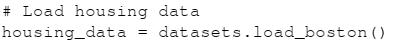 # Load housing data
housing_data = datasets.load_boston()